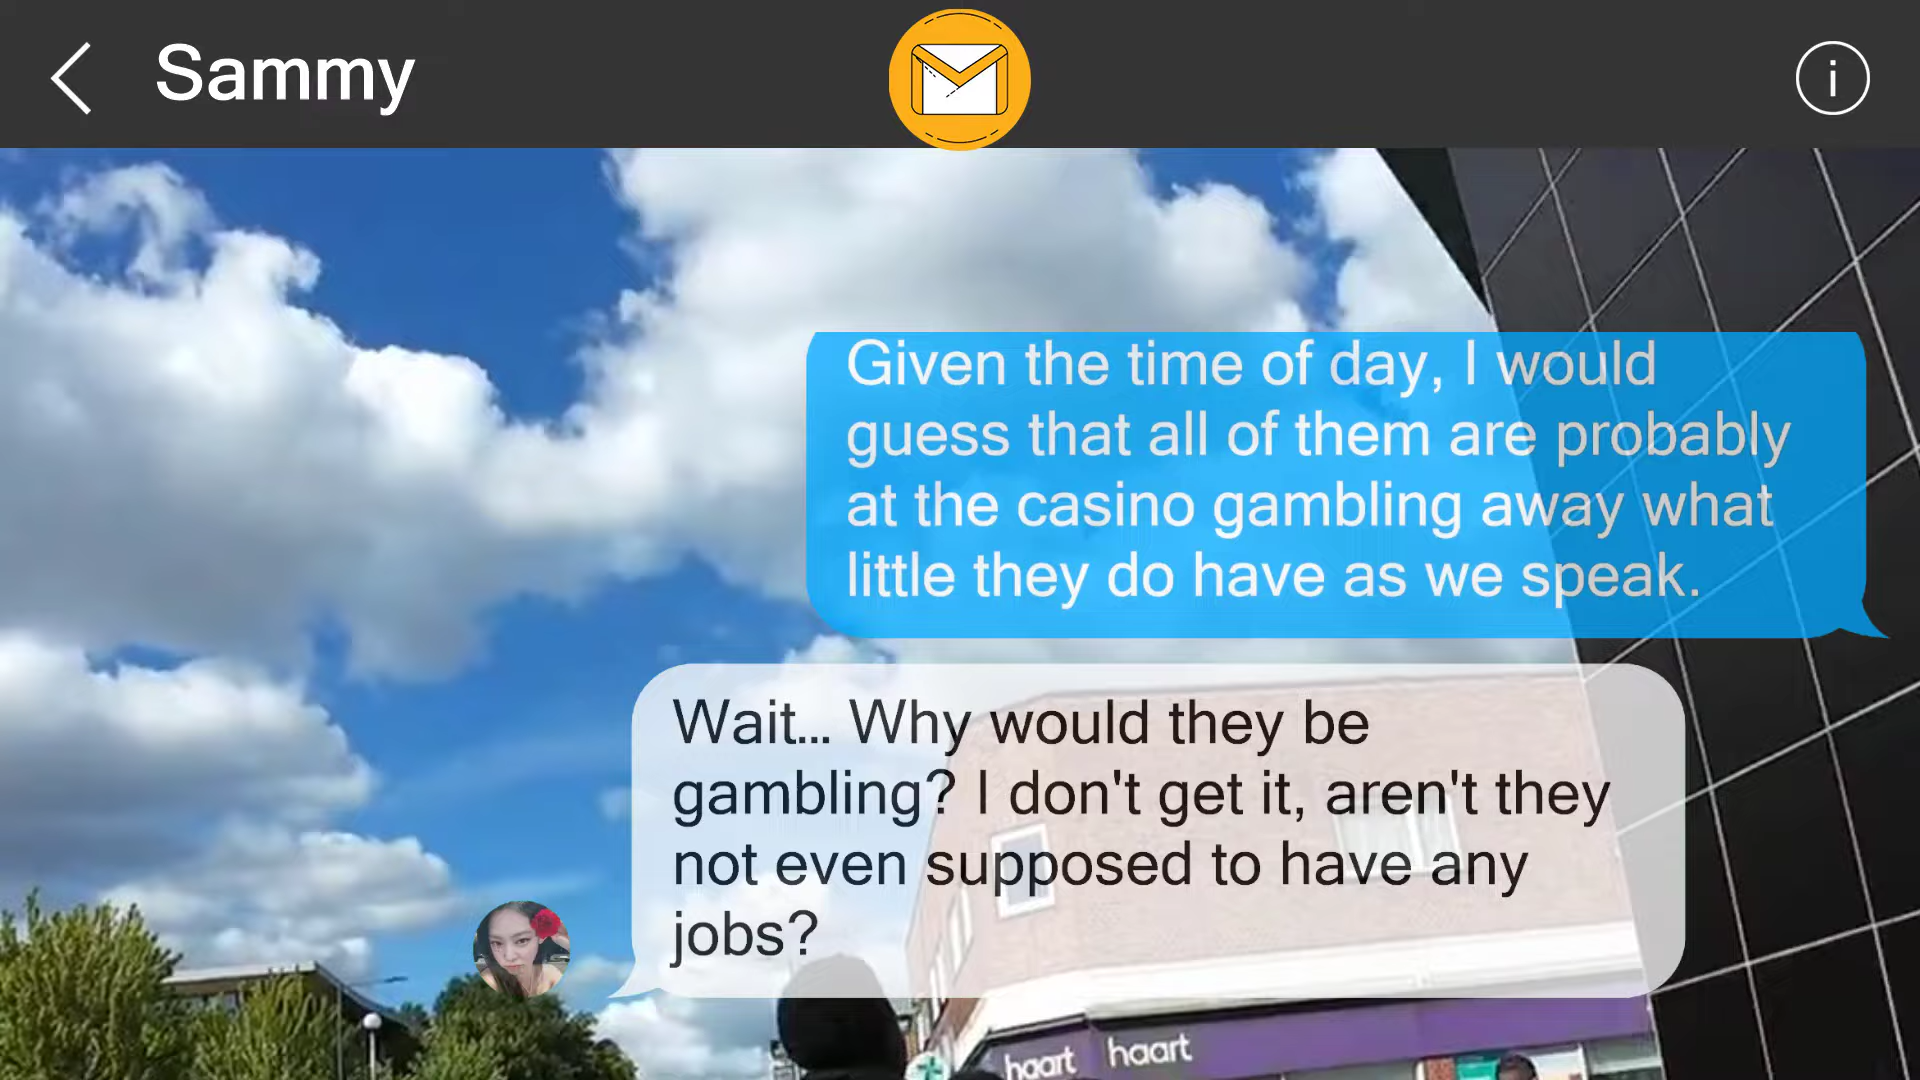 Sammy
i
Given the time of day, I would
guess that all of them are probably
at the casino gambling away what
little they do have as we speak.
Wait... Why would they be
gambling? I don't get it, aren't they
not even supposed to have any
jobs?
haart haart